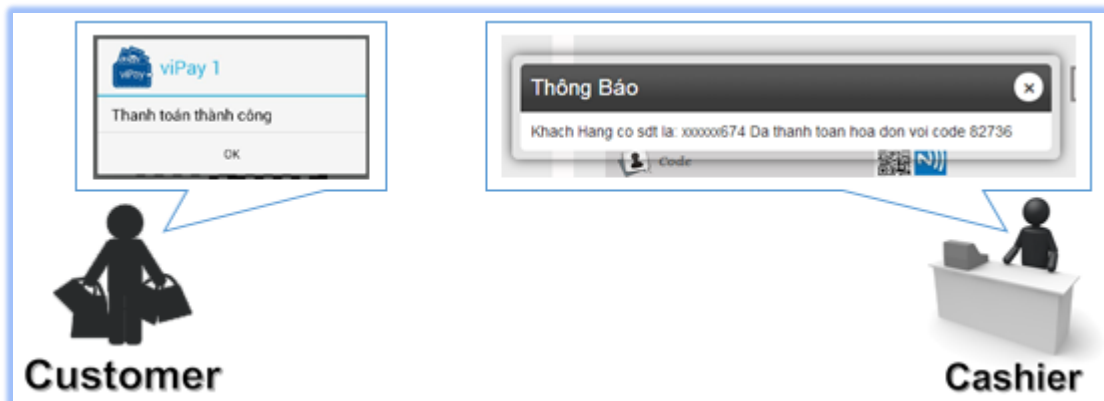 viPay 1
Thanh toán thành công
OK
Thông Báo
Khach Hang co sdt la: xxxxxx674 Da thanh toan hoa don voi code 82736
Code
Customer
Cashier